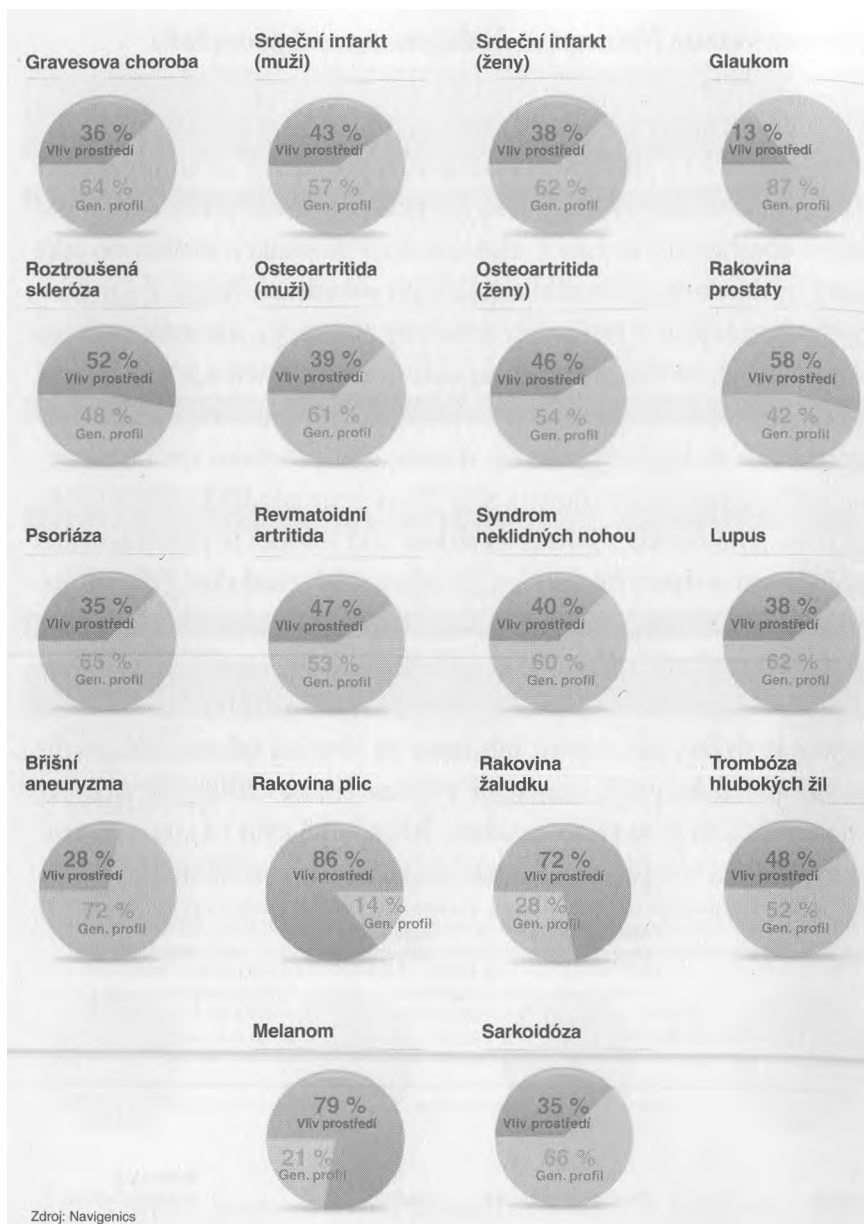 Gravesova choroba
Srdeční infarkt
(muži)
Srdeční infarkt
(ženy)
Glaukom
36 %
Vliv prostředí
64 %
Gen. profil
43 %
Vliv prostředí
57 %
Gen. profil
38 %
Vliv prostředí
62 %
Gen. profil
13 %
Vliv prostředí
87 %
Gen. profil
Roztroušená
skleróza
Osteoartritida
(muži)
Osteoartritida
(ženy)
Rakovina
prostaty
52 %
Vliv prostředí
48 %
Gen. profil
39 %
Vliv prostředí
61 %
Gen. profil
46 %
Vliv prostředí
54 %
Gen. profil
58 %
Vliv prostředí
42 %
Gen. profil
Psoriáza
Revmatoidní
artritida
Syndrom
neklidných nohou
Lupus
35 %
Vliv prostředí
65 %
Gen. profil
47 %
Vliv prostředí
53 %
Gen. profil
40 %
Vliv prostředí
60 %
Gen. profil
38 %
Vliv prostředí
62 %
Gen. profil
Břišní
aneuryzma
Rakovina plic
Rakovina
žaludku
Trombóza
hlubokých žil
28 %
Vliv prostředí
72 %
Gen. profil
86 %
Vliv prostředí
14 %
Gen. profil
72 %
Vliv prostředí
28 %
Gen. profil
48 %
Vliv prostředí
52 %
Gen. profil
Melanom
Sarkoidóza
79 %
Vliv prostředí
21 %
Gen. profil
35 %
Vliv prostředí
66 %
Gen. profil
Zdroj: Navigenics